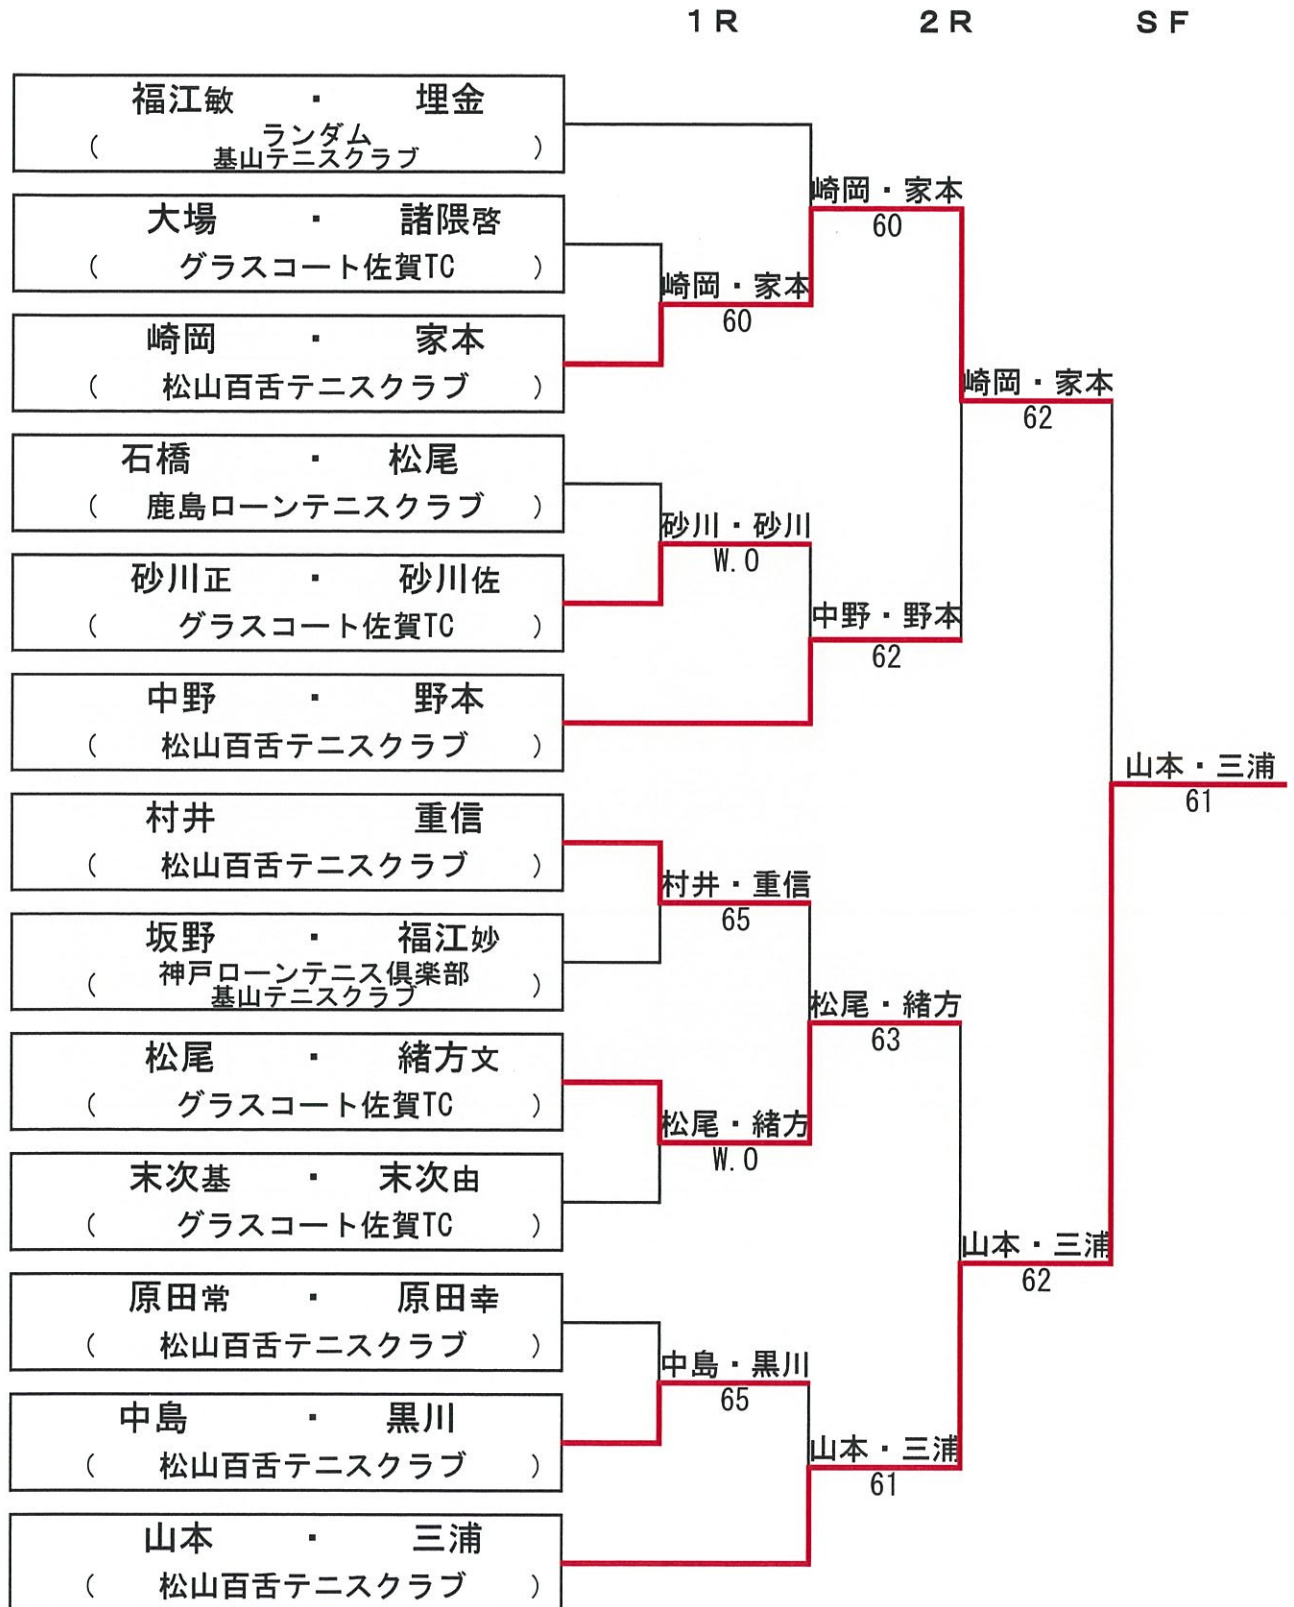 1R 2R SF
福江敏 ・ 埋金
( ランダム
基山テニスクラブ )
崎岡・家本
60
大場 ・ 諸隈啓
( グラスコート佐賀TC )
崎岡・家本
60
崎岡 ・ 家本
( 松山百舌テニスクラブ )
崎岡・家本
62
石橋 ・ 松尾
( 鹿島ローンテニスクラブ )
砂川・砂川
W.O
砂川正 ・ 砂川佐
( グラスコート佐賀TC )
中野・野本
62
中野 ・ 野本
( 松山百舌テニスクラブ )
山本・三浦
61
村井 重信
( 松山百舌テニスクラブ )
村井・重信
65
坂野 ・ 福江妙
( 神戸ローンテニス倶楽部
基山テニスクラブ )
松尾・緒方
63
松尾 ・ 緒方文
( グラスコート佐賀TC )
松尾・緒方
W.O
末次基 ・ 末次由
( グラスコート佐賀TC )
山本・三浦
62
原田常 ・ 原田幸
( 松山百舌テニスクラブ )
中島・黒川
65
中島 ・ 黒川
( 松山百舌テニスクラブ )
山本・三浦
61
山本 ・ 三浦
( 松山百舌テニスクラブ )